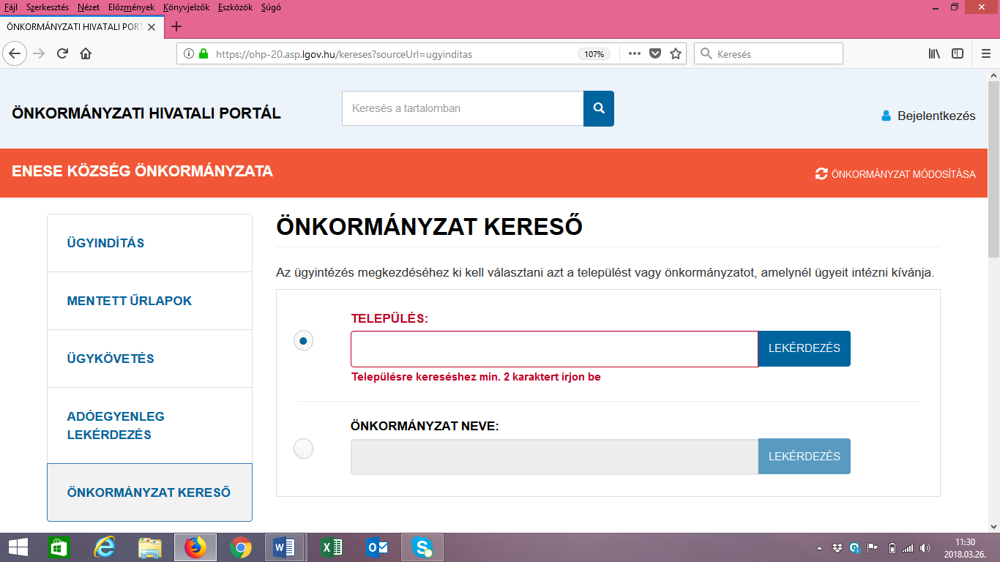 Fájl Szerkesztés Nézet Előzmények Könyvjelzők Eszközök Súgó
ÖNKORMÁNYZATI HIVATALI PORT
https://ohp-20.asp.lgov.hu/kereses?sourceUrl=ugyinditas
107%
Keresés
ÖNKORMÁNYZATI HIVATALI PORTÁL
Keresés a tartalomban
Bejelentkezés
ENESE KÖZSÉG ÖNKORMÁNYZATA
ÖNKORMÁNYZAT MÓDOSÍTÁSA
ÜGYINDÍTÁS
MENTETT ŰRLAPOK
ÜGYKÖVETÉS
ADÓEGYENLEG
LEKÉRDEZÉS
ÖNKORMÁNYZAT KERESŐ
ÖNKORMÁNYZAT KERESŐ
Az ügyintézés megkezdéséhez ki kell választani azt a települést vagy önkormányzatot, amelynél ügyeit intézni kívánja.
TELEPÜLÉS:
LEKÉRDEZÉS
Településre kereséshez min. 2 karaktert írjon be
ÖNKORMÁNYZAT NEVE:
LEKÉRDEZÉS
11:30
2018.03.26.